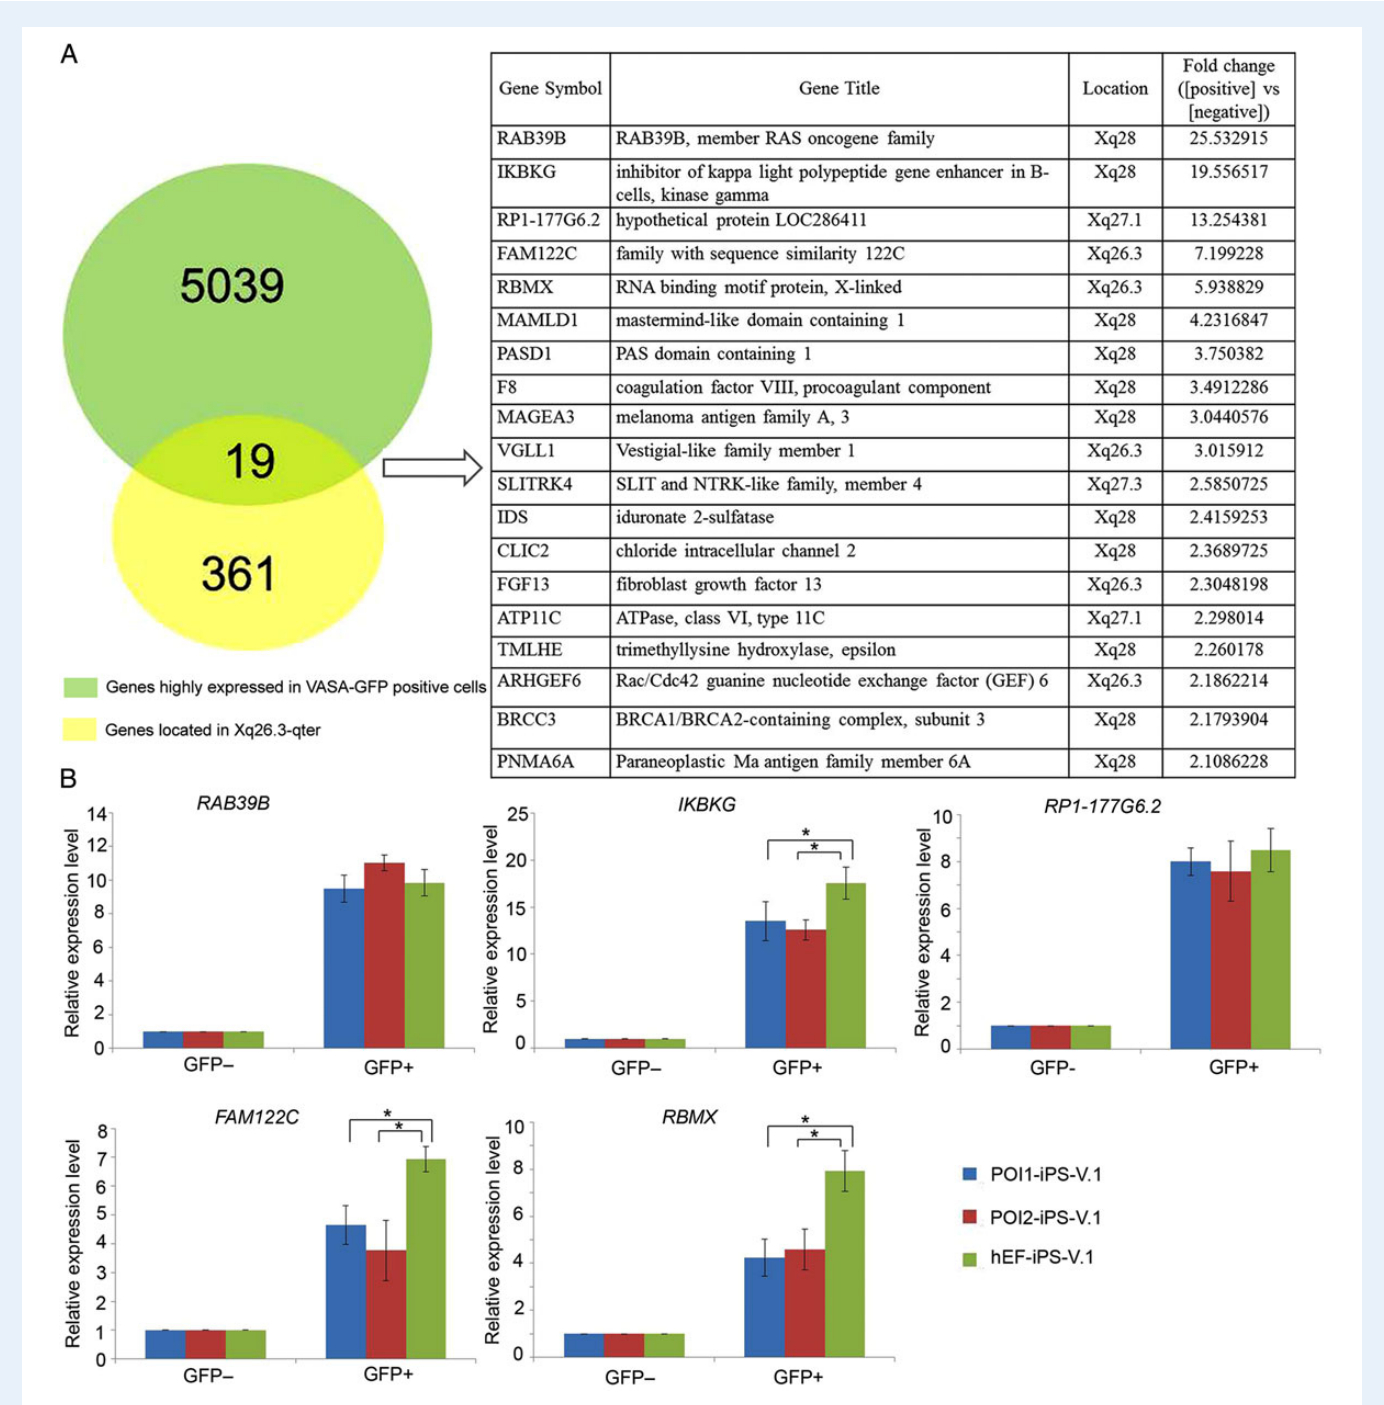 A
5039
19
361
Genes highly expressed in VASA-GFP positive cells
Genes located in Xq26.3-qter
Gene Symbol Gene Title Location Fold change ([positive] vs [negative])
RAB39B RAB39B, member RAS oncogene family Xq28 25.532915
IKBKG inhibitor of kappa light polypeptide gene enhancer in B-
cells, kinase gamma Xq28 19.556517
RP1-177G6.2 hypothetical protein LOC286411 Xq27.1 13.254381
FAM122C family with sequence similarity 122C Xq26.3 7.199228
RBMX RNA binding motif protein, X-linked Xq26.3 5.938829
MAMLD1 mastermind-like domain containing 1 Xq28 4.2316847
PASD1 PAS domain containing 1 Xq28 3.750382
F8 coagulation factor VIII, procoagulant component Xq28 3.4912286
MAGEA3 melanoma antigen family A, 3 Xq28 3.0440576
VGLL1 Vestigial-like family member 1 Xq26.3 3.015912
SLITRK4 SLIT and NTRK-like family, member 4 Xq27.3 2.5850725
IDS iduronate 2-sulfatase Xq28 2.4159253
CLIC2 chloride intracellular channel 2 Xq28 2.3689725
FGF13 fibroblast growth factor 13 Xq26.3 2.3048198
ATP11C ATPase, class VI, type 11C Xq27.1 2.298014
TMLHE trimethyllysine hydroxylase, epsilon Xq28 2.260178
ARHGEF6 Rac/Cdc42 guanine nucleotide exchange factor (GEF) 6 Xq26.3 2.1862214
BRCC3 BRCA1/BRCA2-containing complex, subunit 3 Xq28 2.1793904
PNMA6A Paraneoplastic Ma antigen family member 6A Xq28 2.1086228
B
RAB39B
Relative expression level
14
12
10
8
6
4
2
0
GFP– GFP+
IKBKG
Relative expression level
25
20
15
10
5
0
* *
GFP– GFP+
RP1-177G6.2
Relative expression level
10
8
6
4
2
0
GFP- GFP+
FAM122C
Relative expression level
8
7
6
5
4
3
2
1
0
* *
GFP– GFP+
RBMX
Relative expression level
10
8
6
4
2
0
* *
GFP– GFP+
POI1-iPS-V.1
POI2-iPS-V.1
hEF-iPS-V.1